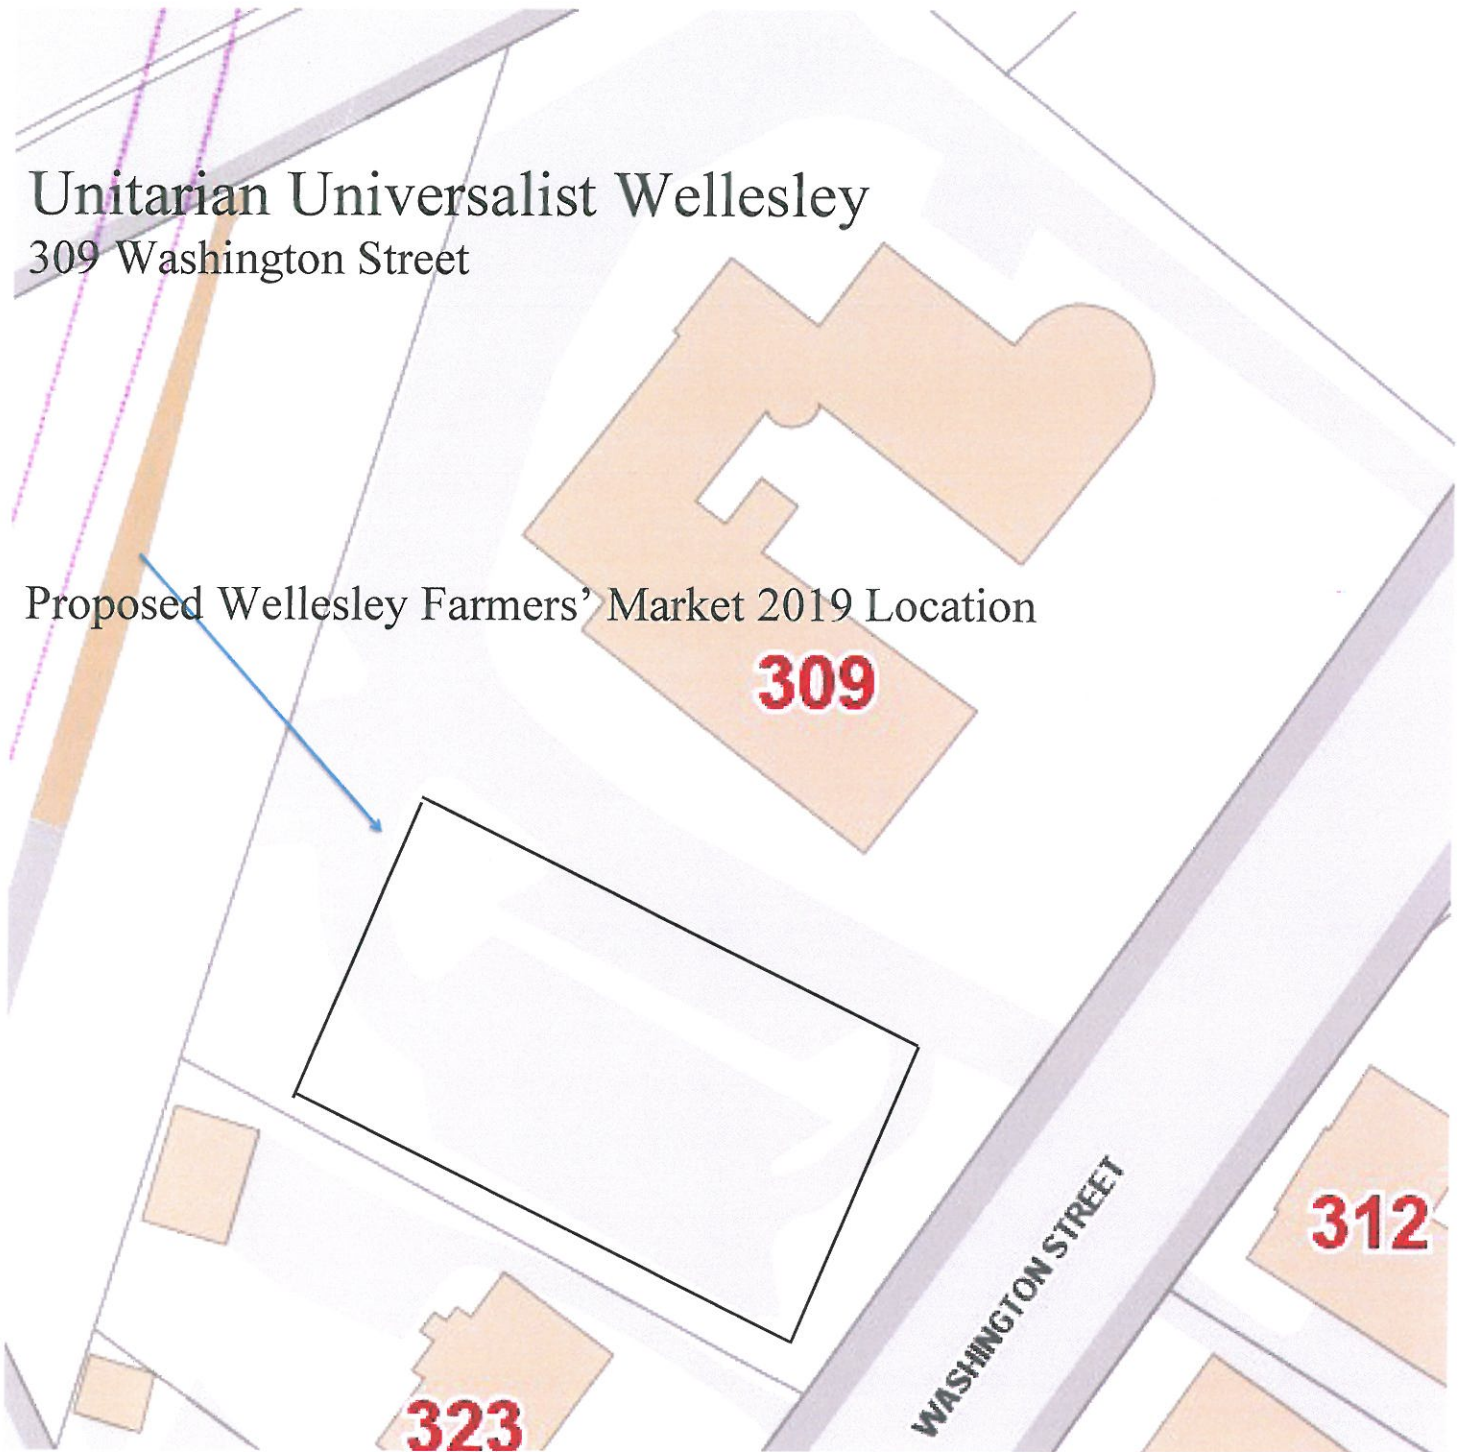 Unitarian Universalist Wellesley
309 Washington Street
Proposed Wellesley Farmers’ Market 2019 Location
309
312
WASHINGTON STREET
323